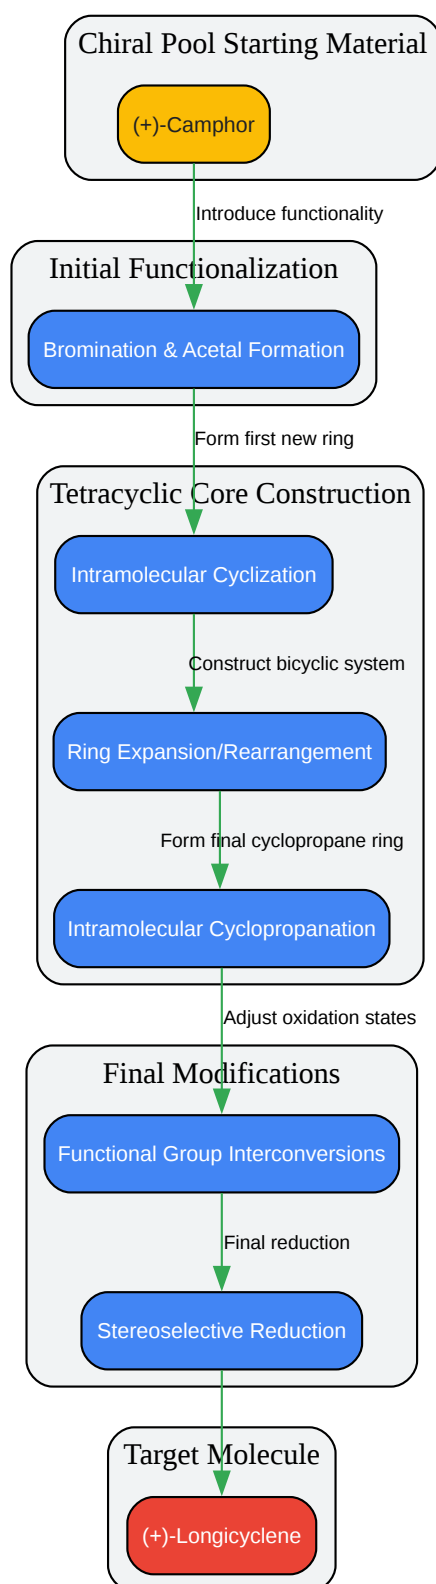 Chiral Pool Starting Material
(+)-Camphor
Introduce functionality
Initial Functionalization
Bromination & Acetal Formation
Form first new ring
Tetracyclic Core Construction
Intramolecular Cyclization
Construct bicyclic system
Ring Expansion/Rearrangement
Form final cyclopropane ring
Intramolecular Cyclopropanation
Adjust oxidation states
Final Modifications
Functional Group Interconversions
Final reduction
Stereoselective Reduction
Target Molecule
(+)-Longicyclene